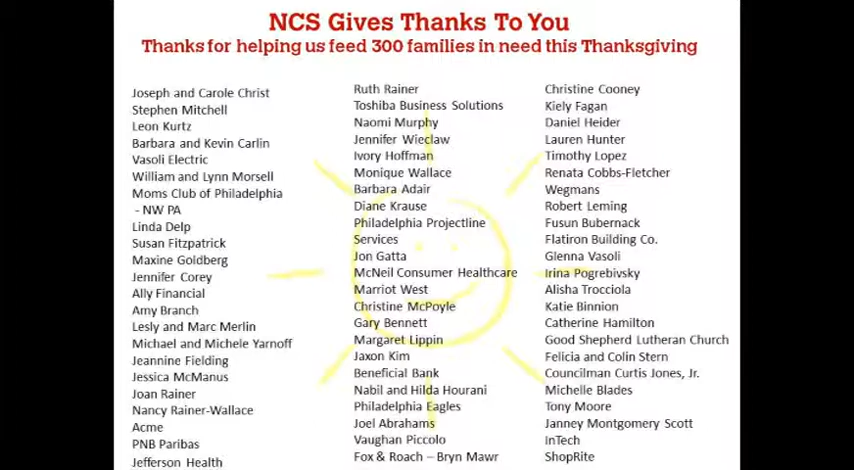 NCS Gives Thanks To You
Thanks for helping us feed 300 families in need this Thanksgiving
Joseph and Carole Christ
Stephen Mitchell
Leon Kurtz
Barbara and Kevin Carlin
Vasoli Electric
William and Lynn Morsell
Moms Club of Philadelphia
- NW PA
Linda Delp
Susan Fitzpatrick
Maxine Goldberg
Jennifer Corey
Ally Financial
Amy Branch
Lesly and Marc Merlin
Michael and Michele Yarnoff
Jeannine Fielding
Jessica McManus
Joan Rainer
Nancy Rainer-Wallace
Acme
PNB Paribas
Jefferson Health
Ruth Rainer
Toshiba Business Solutions
Naomi Murphy
Jennifer Wieclaw
Ivory Hoffman
Monique Wallace
Barbara Adair
Diane Krause
Philadelphia Projectline
Services
Jon Gatta
McNeil Consumer Healthcare
Marriot West
Christine McPoyle
Gary Bennett
Margaret Lippin
Jaxon Kim
Beneficial Bank
Nabil and Hilda Hourani
Philadelphia Eagles
Joel Abrahams
Vaughan Piccolo
Fox & Roach – Bryn Mawr
Christine Cooney
Kiely Fagan
Daniel Heider
Lauren Hunter
Timothy Lopez
Renata Cobbs-Fletcher
Wegmans
Robert Leming
Fusun Bubernack
Flatiron Building Co.
Glenna Vasoli
Irina Pogrebivsky
Alisha Trocciola
Katie Binnion
Catherine Hamilton
Good Shepherd Lutheran Church
Felicia and Colin Stern
Councilman Curtis Jones, Jr.
Michelle Blades
Tony Moore
Janney Montgomery Scott
InTech
ShopRite